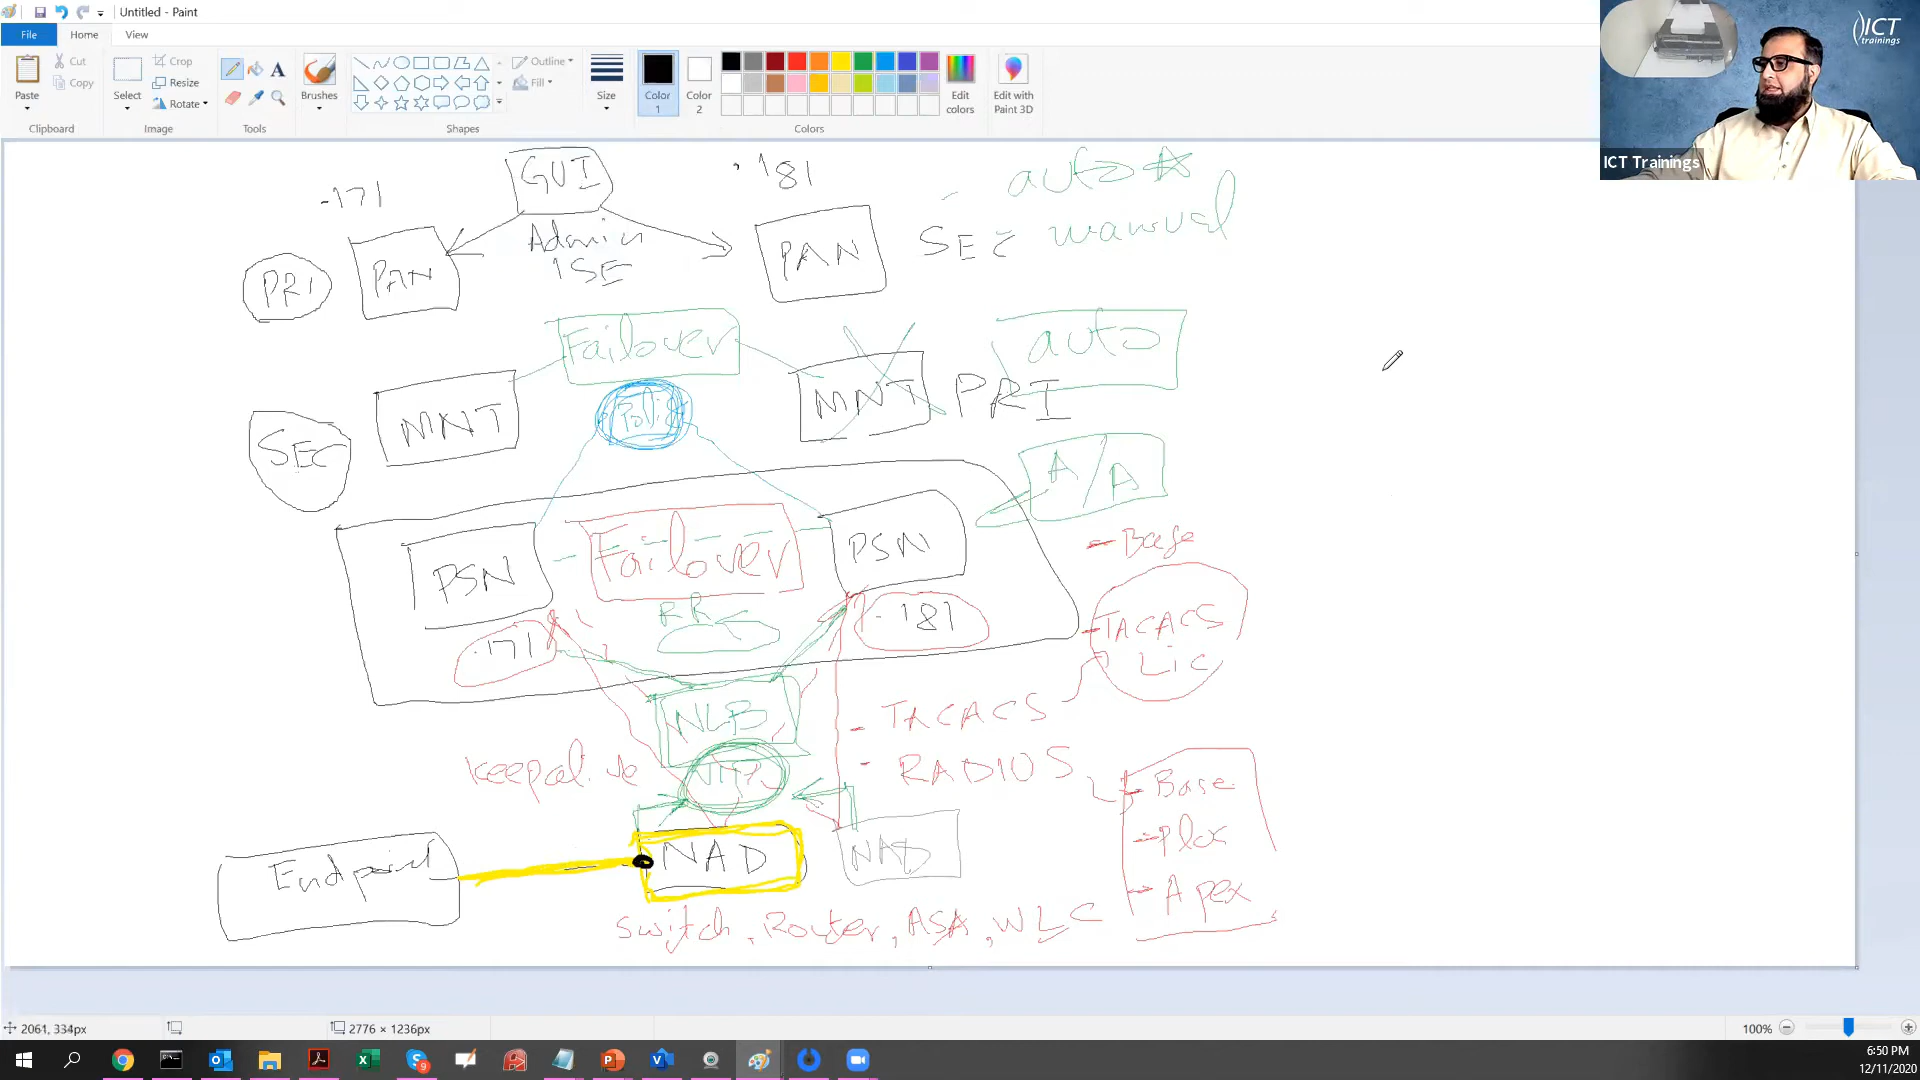 Untitled - Paint
File
Home
View
Paste
Cut
Copy
Clipboard
Select
Crop
Resize
Rotate
Image
Tools
Brushes
Outline
Fill
Shapes
Size
Color 1
Color 2
Edit colors
Colors
Edit with Paint 3D
ICT trainings
ICT Trainings
.171
GUI
.181
auto
manual
Admin
ISE
PRI
PAN
PAN
SEC
Failover
auto
SEC
MNT
MNT
PRI
A/A
PSN
Failover
PSN
- Base
RR
.171
.181
- TACACS
Lic
NLB
- TACACS
keepalive
- RADIUS
- Base
- Plus
- Apex
Endpoint
NAD
NAD
Switch, Router, ASA, WLC
2061, 334px
2776 × 1236px
100%
9
6:50 PM
12/11/2020